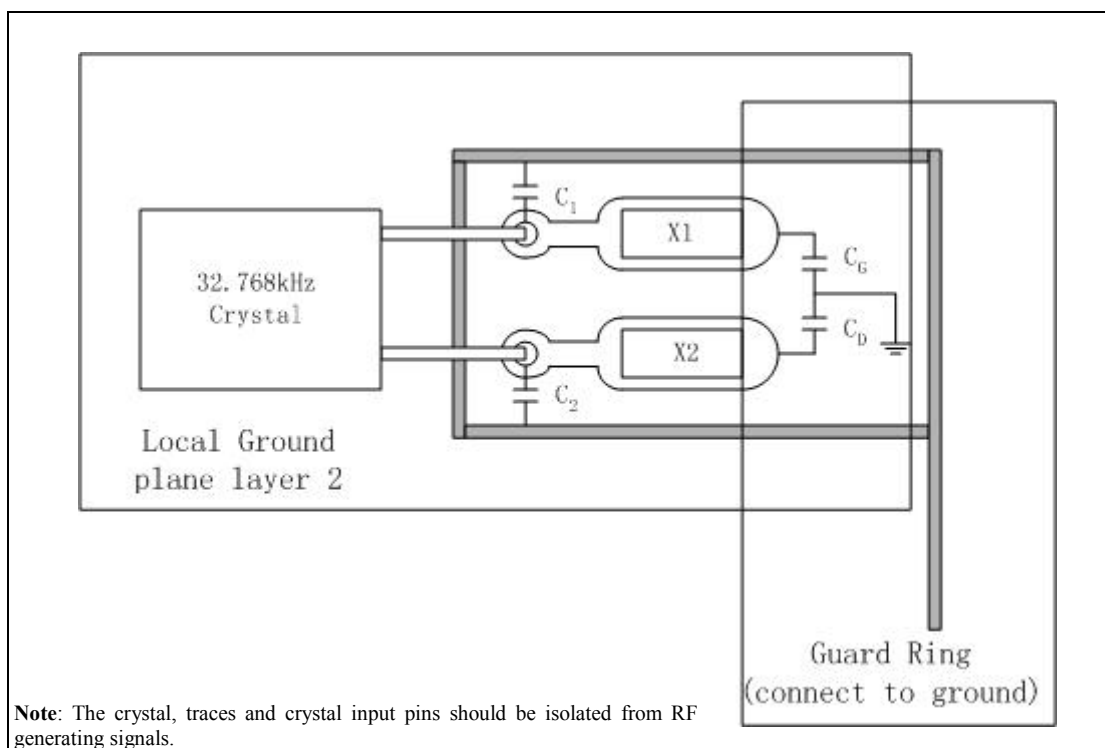 C1
X1
CG
32.768kHz
Crystal
CD
X2
C2
Local Ground
plane layer 2
Guard Ring
(connect to ground)
Note: The crystal, traces and crystal input pins should be isolated from RF
generating signals.